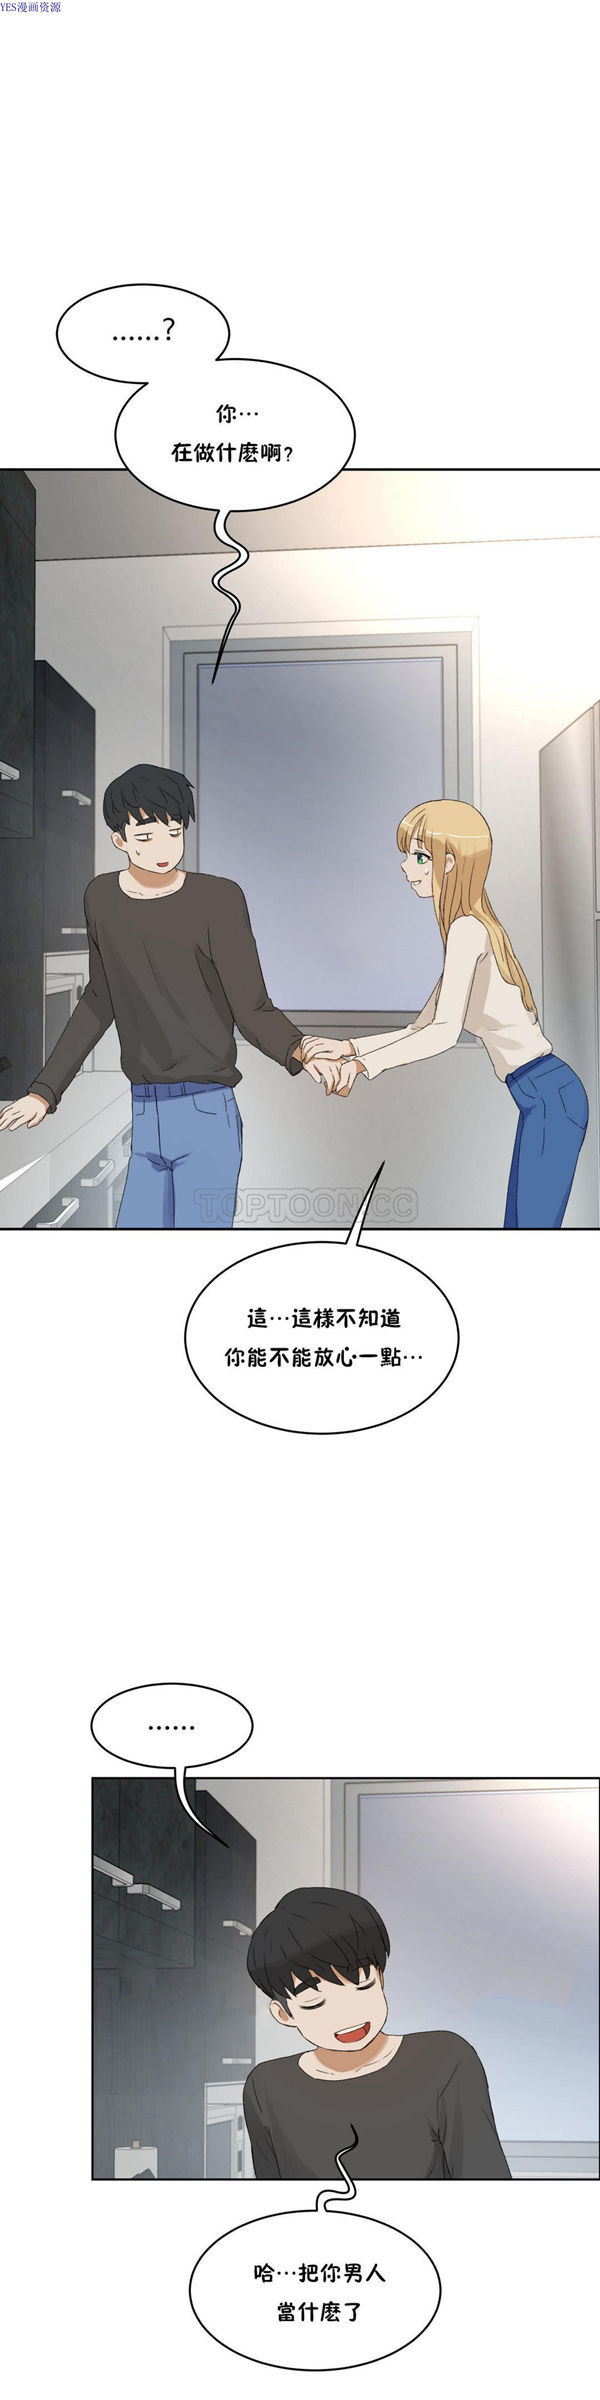 YES漫画资源
……?
你…
在做什麽啊?
TOPTOON.CC
這…這樣不知道
你能不能放心一點…
……
哈…把你男人
當什麽了